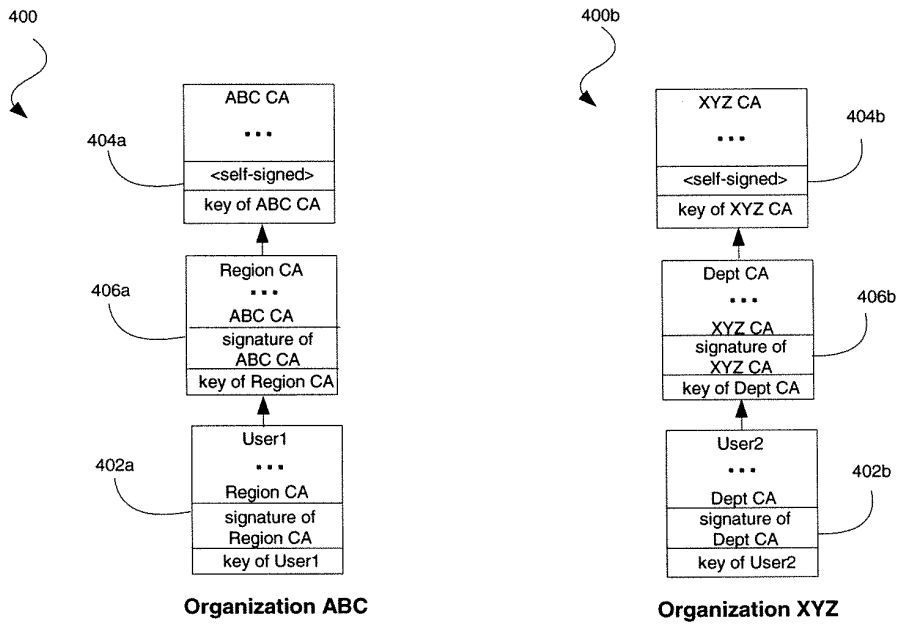 400
400b
ABC CA
...
<self-signed>
key of ABC CA
404a
XYZ CA
...
<self-signed>
key of XYZ CA
404b
Region CA
...
ABC CA
signature of
ABC CA
key of Region CA
406a
Dept CA
...
XYZ CA
signature of
XYZ CA
key of Dept CA
406b
User1
...
Region CA
signature of
Region CA
key of User1
402a
User2
...
Dept CA
signature of
Dept CA
key of User2
402b
Organization ABC
Organization XYZ